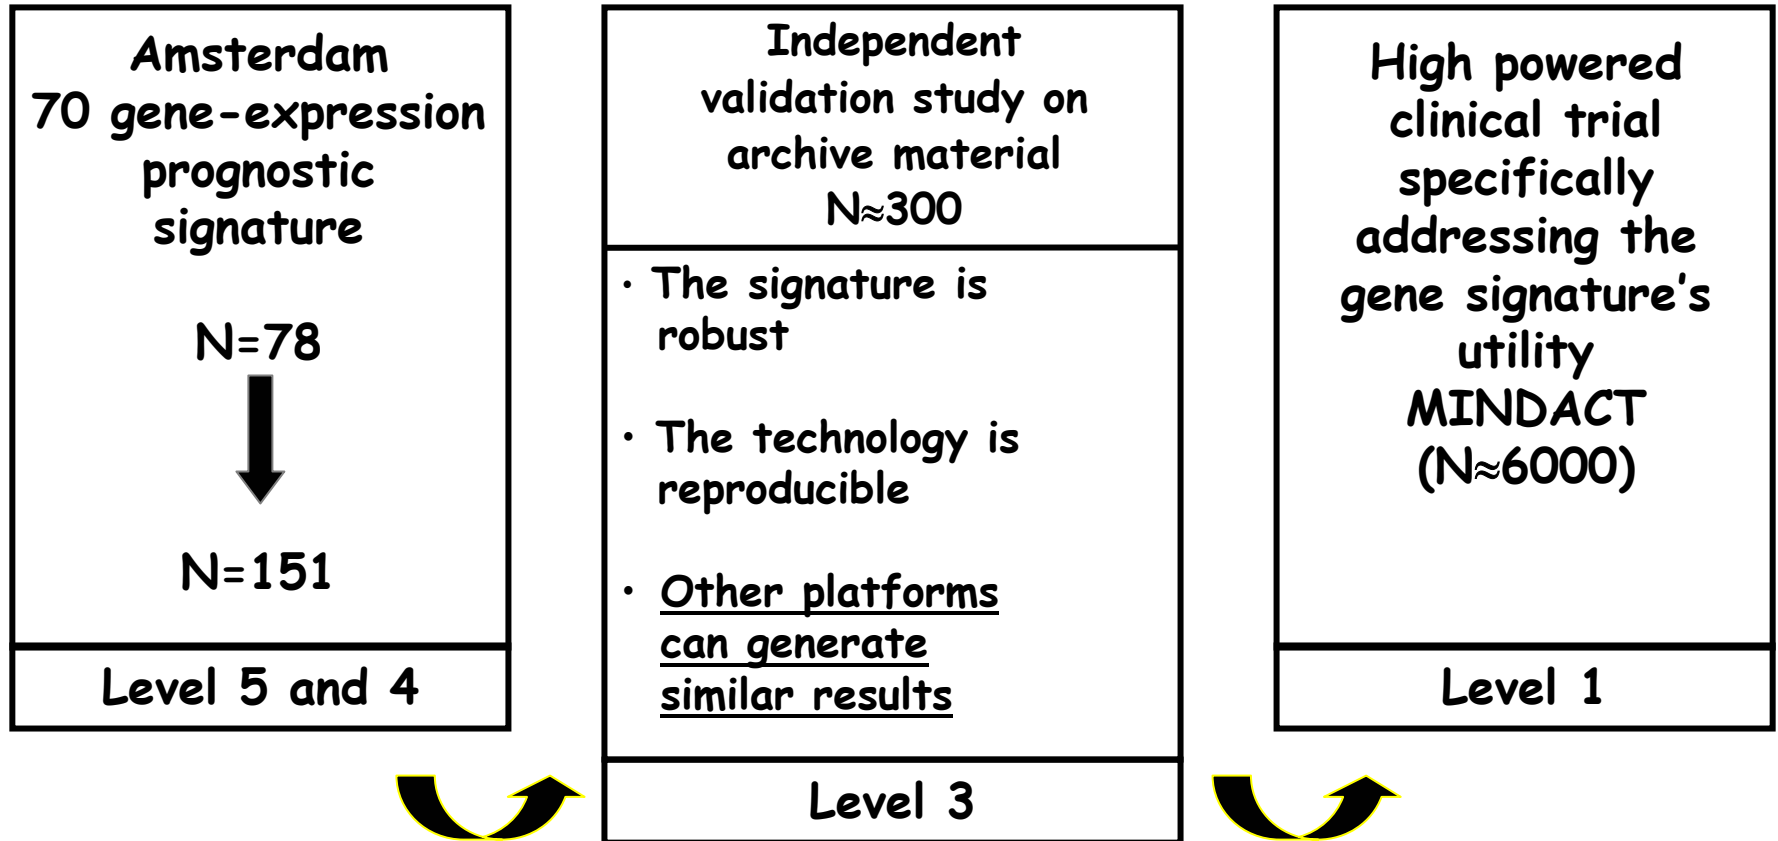 Amsterdam
70 gene-expression
prognostic
signature
N=78
N=151
Level 5 and 4
Independent
validation study on
archive material
N≈300
· The signature is
robust
· The technology is
reproducible
· Other platforms
can generate
similar results
Level 3
High powered
clinical trial
specifically
addressing the
gene signature's
utility
MINDACT
(N≈6000)
Level 1